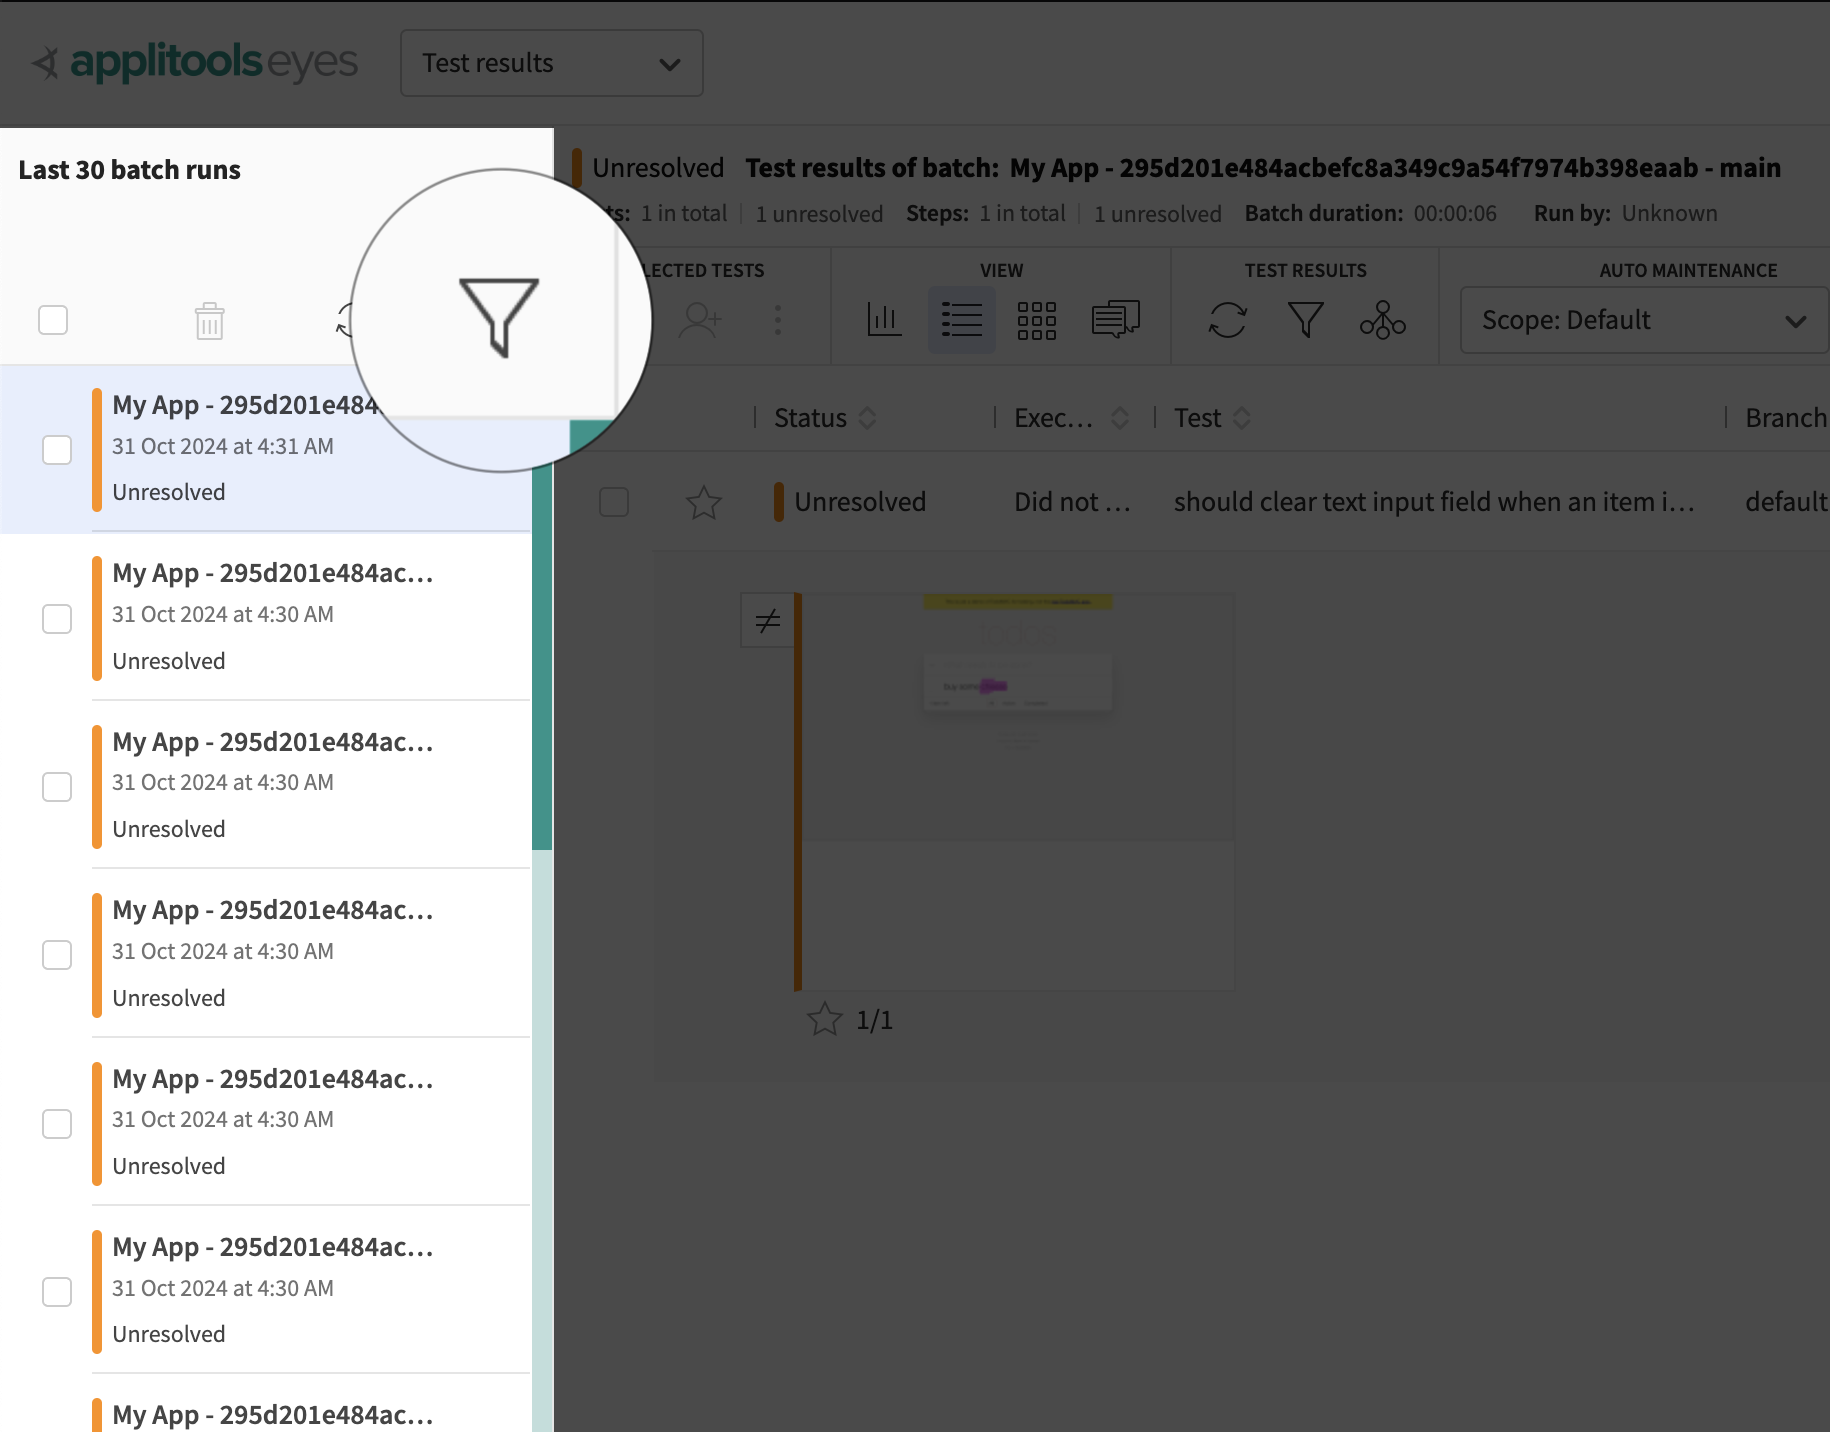 applitools eyes
Test results
Last 30 batch runs
Unresolved Test results of batch: My App - 295d201e484acbefc8a349c9a54f7974b398eaab - main
ts: 1 in total 1 unresolved Steps: 1 in total 1 unresolved Batch duration: 00:00:06 Run by: Unknown
LECTED TESTS VIEW TEST RESULTS AUTO MAINTENANCE
Scope: Default
My App - 295d201e484
31 Oct 2024 at 4:31 AM
Unresolved
My App - 295d201e484ac...
31 Oct 2024 at 4:30 AM
Unresolved
My App - 295d201e484ac...
31 Oct 2024 at 4:30 AM
Unresolved
My App - 295d201e484ac...
31 Oct 2024 at 4:30 AM
Unresolved
My App - 295d201e484ac...
31 Oct 2024 at 4:30 AM
Unresolved
My App - 295d201e484ac...
31 Oct 2024 at 4:30 AM
Unresolved
My App - 295d201e484ac...
Status Exec... Test Branch
Unresolved Did not ... should clear text input field when an item i... default
≠
todos
buy some
1/1